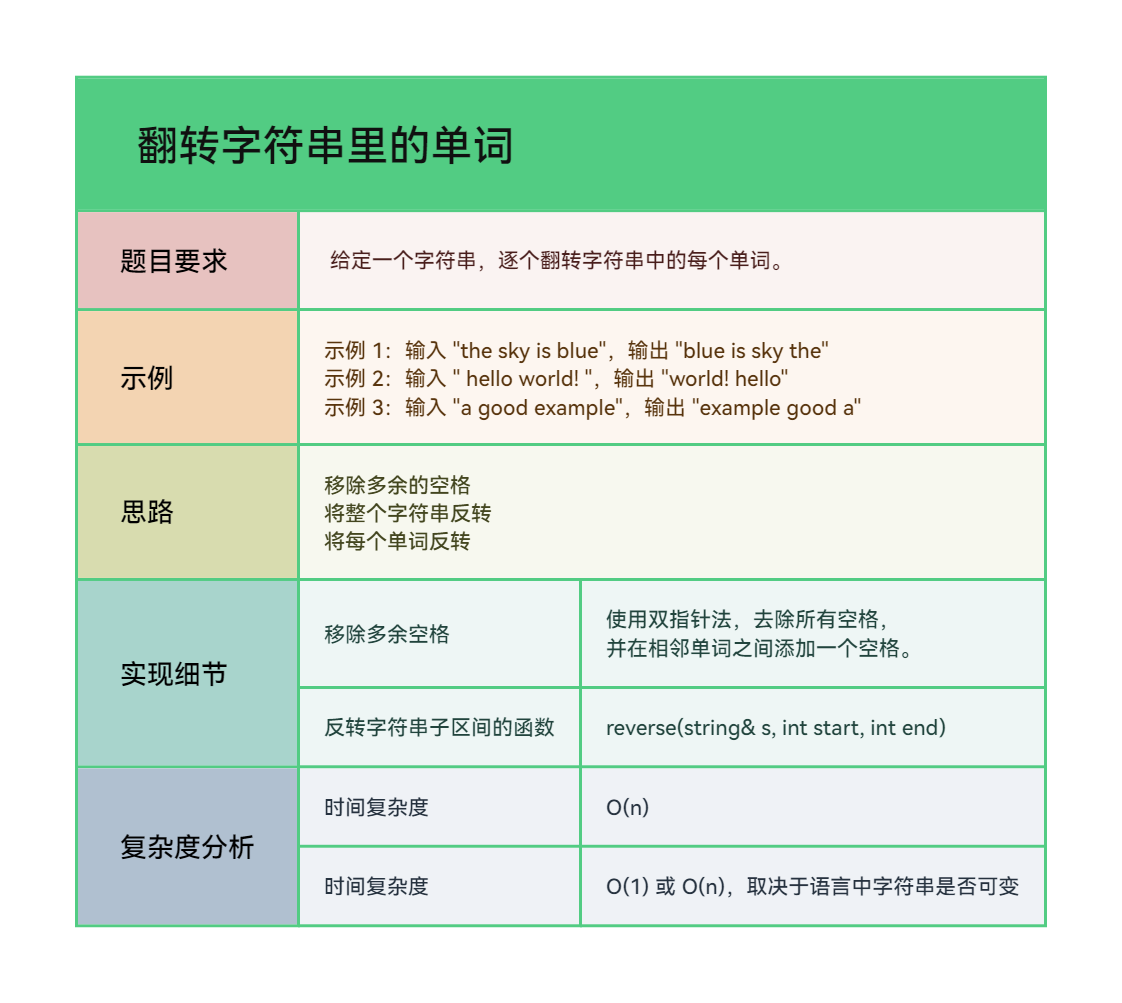 翻转字符串里的单词
题目要求
给定一个字符串，逐个翻转字符串中的每个单词。
示例
示例 1：输入 "the sky is blue"，输出 "blue is sky the"
示例 2：输入 " hello world! "，输出 "world! hello"
示例 3：输入 "a good example"，输出 "example good a"
思路
移除多余的空格
将整个字符串反转
将每个单词反转
实现细节
移除多余空格
使用双指针法，去除所有空格，
并在相邻单词之间添加一个空格。
反转字符串子区间的函数
reverse(string& s, int start, int end)
复杂度分析
时间复杂度
O(n)
时间复杂度
O(1) 或 O(n)，取决于语言中字符串是否可变